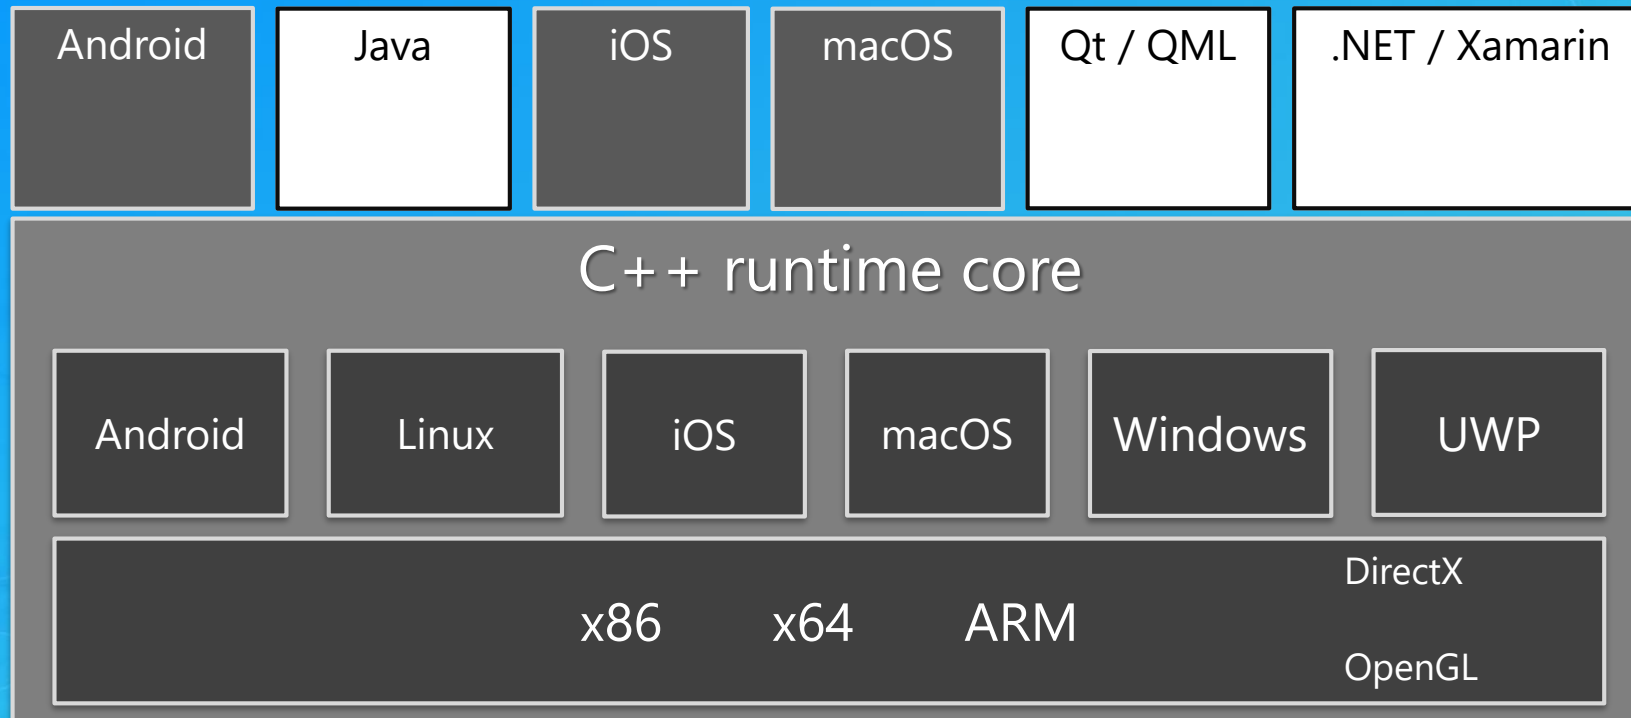 Android
Java
iOS
macOS
Qt / QML
.NET / Xamarin
C++ runtime core
Android
Linux
iOS
macOS
Windows
UWP
x86
x64
ARM
DirectX
OpenGL